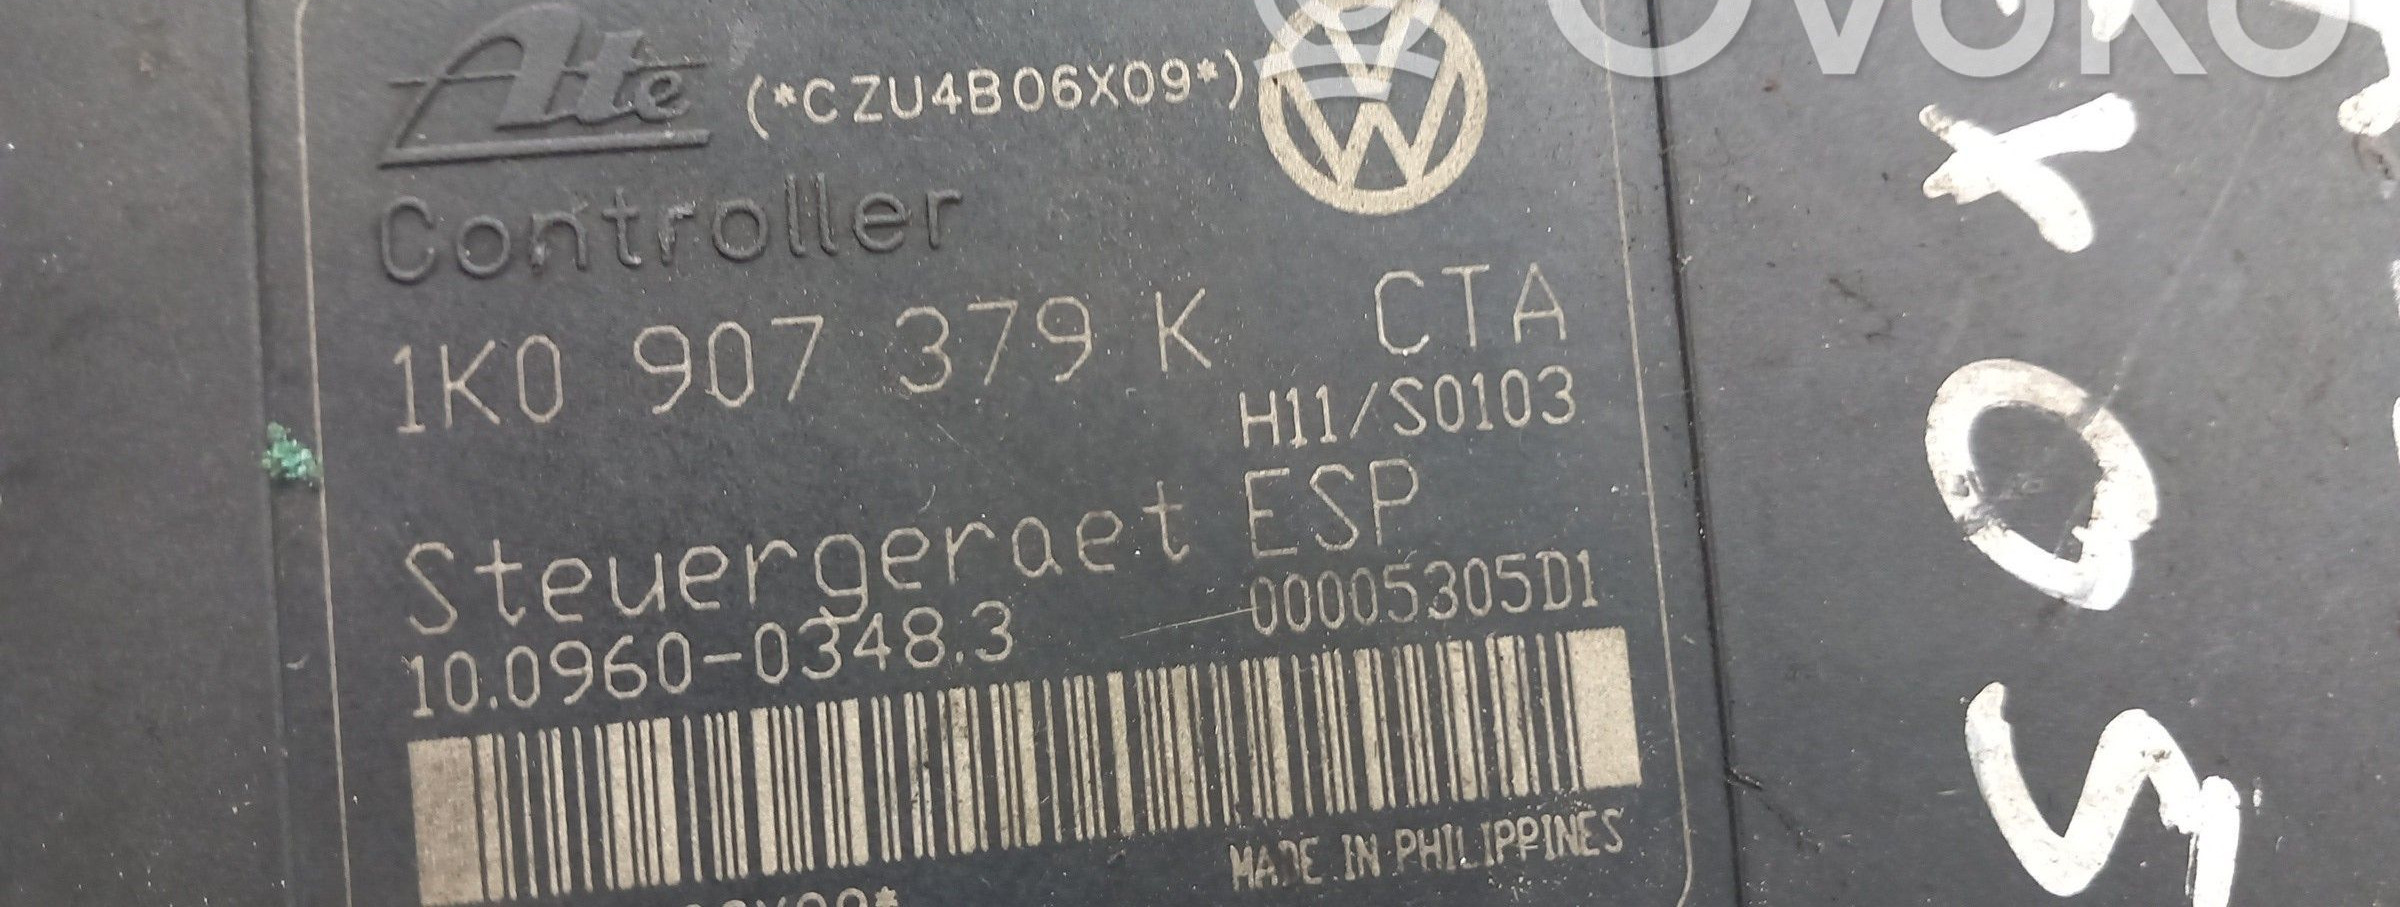 Ate (*CZU4B06X09*)
OVOKO
Controller
1K0 907 379 K CTA
H11/S0103
Steuergeraet ESP
10.0960-0348.3 00005305D1
MADE IN PHILIPPINES